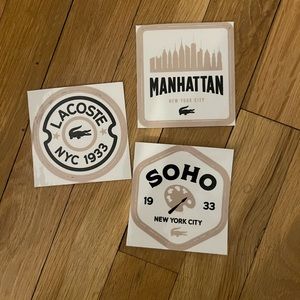 MANHATTAN
NEW YORK CITY
LACOSTE
NYC 1933
SOHO
19 33
NEW YORK CITY